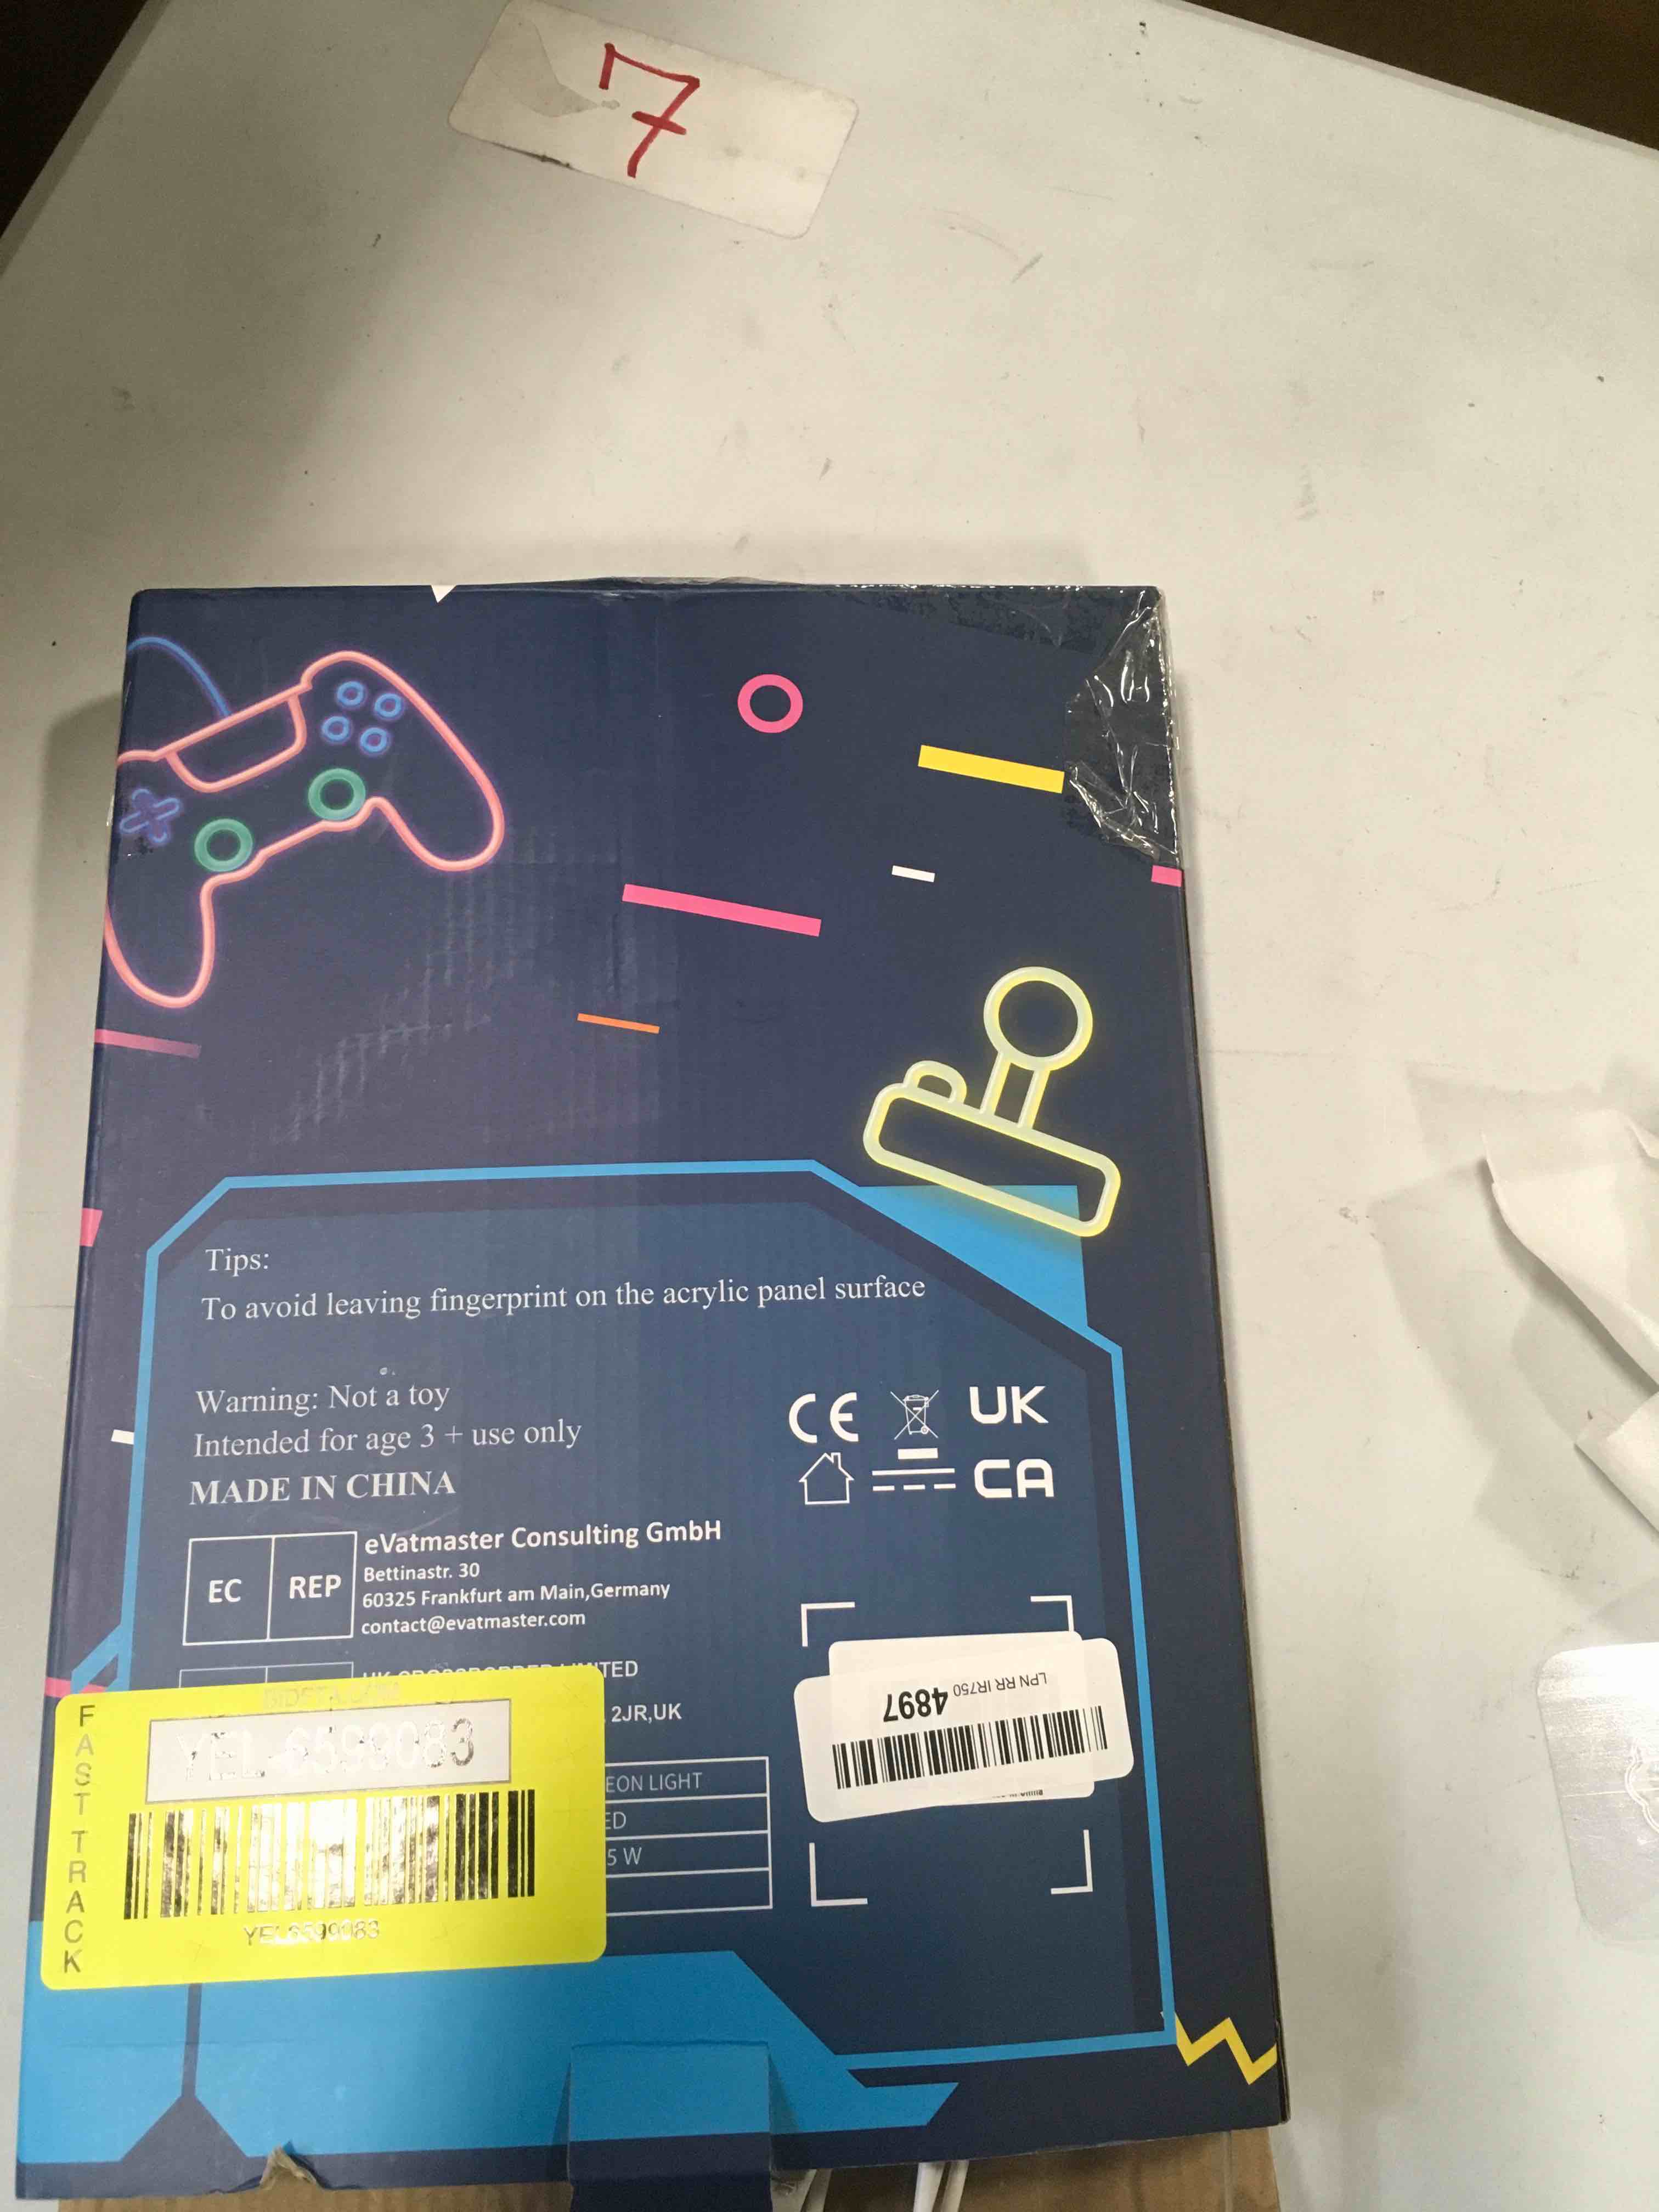 7
Tips:
To avoid leaving fingerprint on the acrylic panel surface
Warning: Not a toy
Intended for age 3 + use only
MADE IN CHINA
CE
UK
CA
EC REP
eVatmaster Consulting GmbH
Bettinastr. 30
60325 Frankfurt am Main,Germany
contact@evatmaster.com
2JR,UK
EON LIGHT
ED
5 W
FAST TRACK
YEL 6599083
YEL6599083
LPN RR IR750 4897